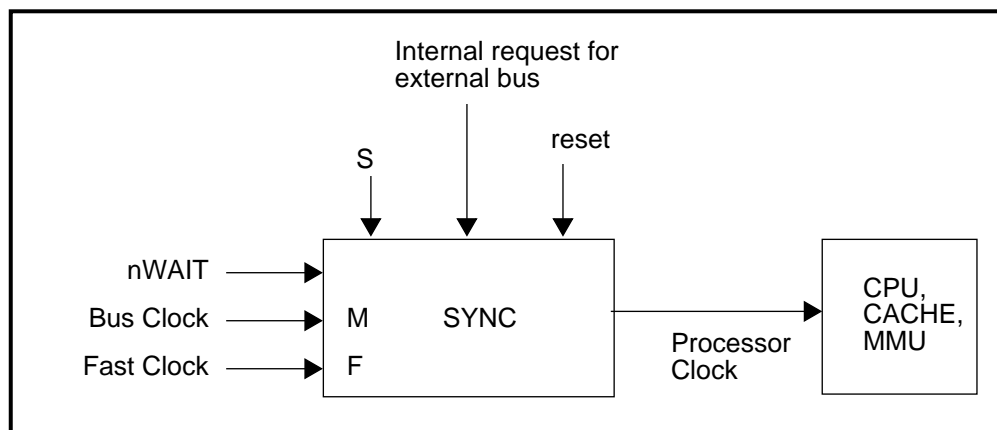 Internal request for
external bus
reset
S
nWAIT
Bus Clock
Fast Clock
M
SYNC
F
Processor
Clock
CPU,
CACHE,
MMU